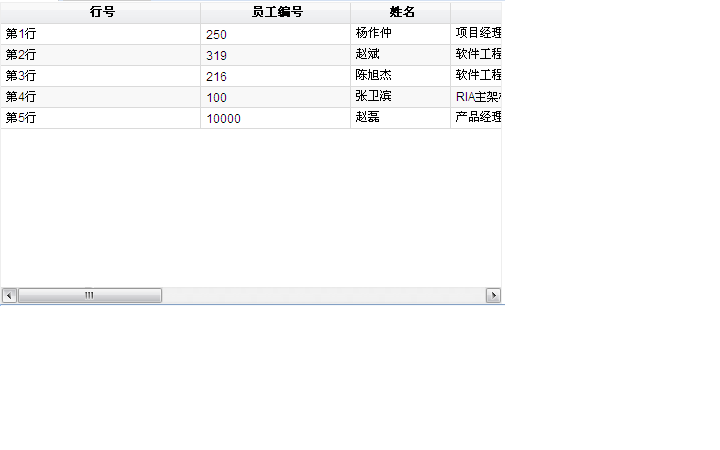 行号 员工编号 姓名
第1行 250 杨作仲 项目经理
第2行 319 赵斌 软件工程
第3行 216 陈旭杰 软件工程
第4行 100 张卫滨 RIA主架
第5行 10000 赵磊 产品经理